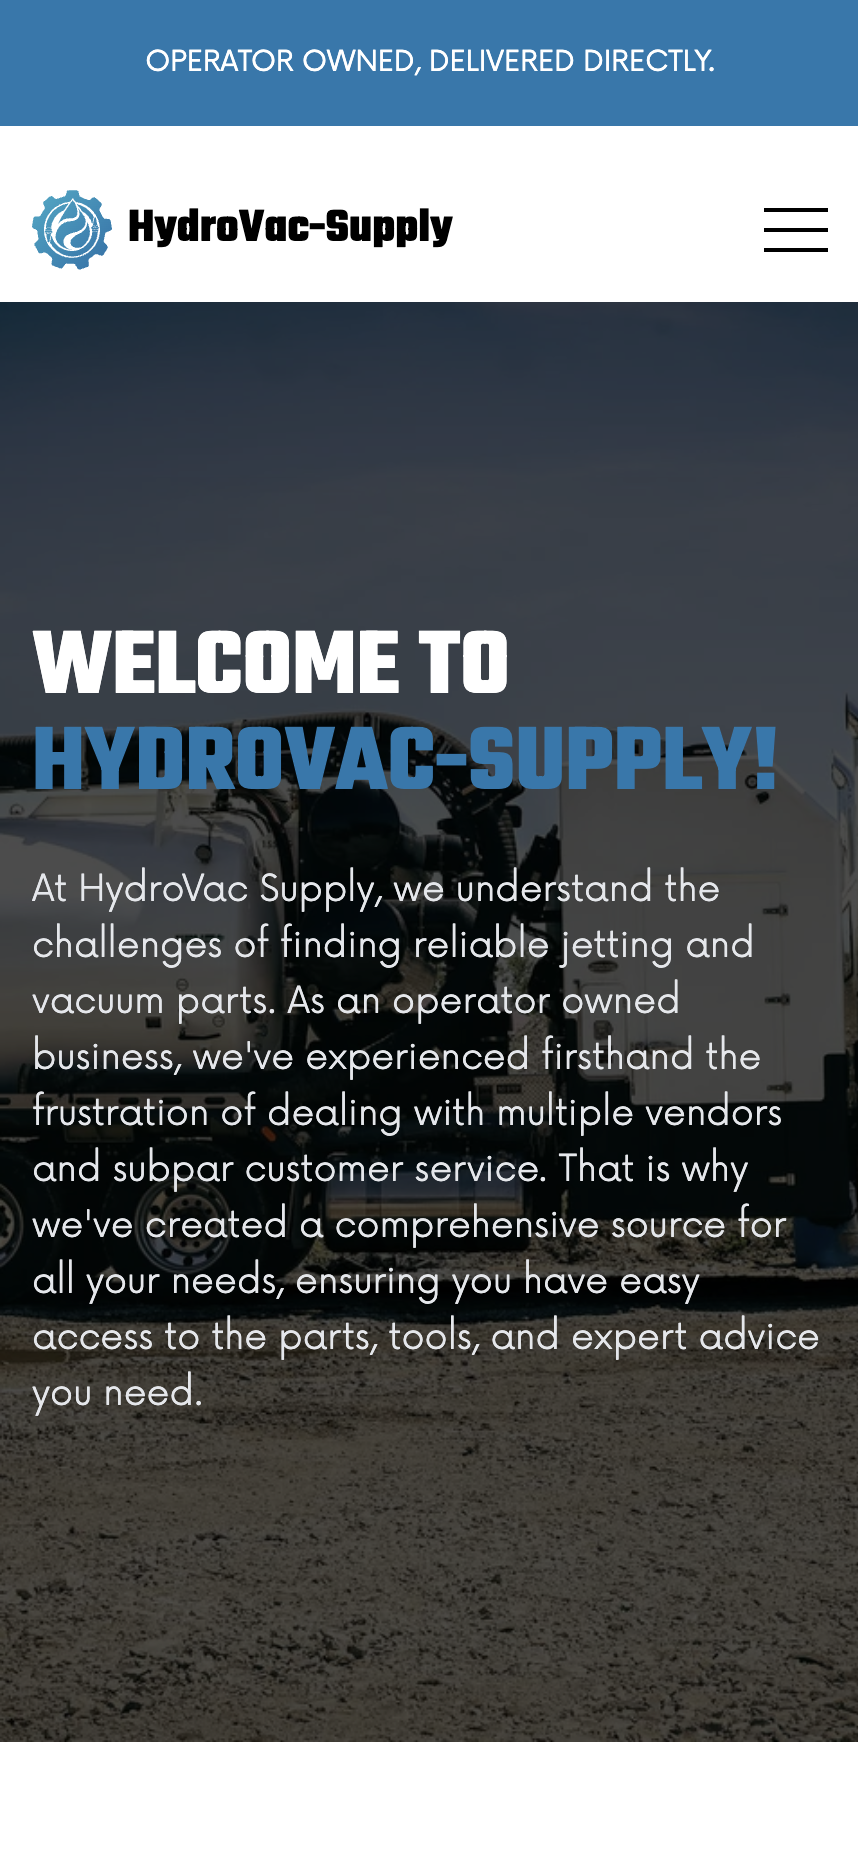 OPERATOR OWNED, DELIVERED DIRECTLY.
HydroVac-Supply
WELCOME TO
HYDROVAC-SUPPLY!
At HydroVac Supply, we understand the
challenges of finding reliable jetting and
vacuum parts. As an operator owned
business, we've experienced firsthand the
frustration of dealing with multiple vendors
and subpar customer service. That is why
we've created a comprehensive source for
all your needs, ensuring you have easy
access to the parts, tools, and expert advice
you need.